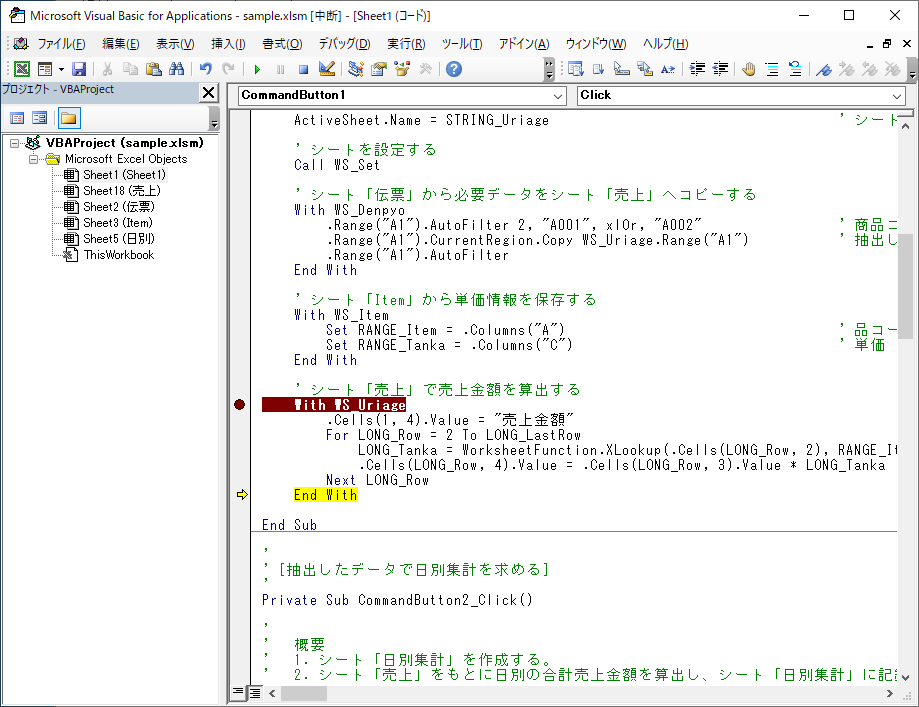 Microsoft Visual Basic for Applications - sample.xlsm [中断] - [Sheet1 (コード)]
ファイル(F) 編集(E) 表示(V) 挿入(I) 書式(O) デバッグ(D) 実行(R) ツール(T) アドイン(A) ウィンドウ(W) ヘルプ(H)
プロジェクト - VBAProject
CommandButton1
Click
VBAProject (sample.xlsm)
Microsoft Excel Objects
Sheet1 (Sheet1)
Sheet18 (売上)
Sheet2 (伝票)
Sheet3 (Item)
Sheet5 (日別)
ThisWorkbook
ActiveSheet.Name = STRING_Uriage ' シート
' シートを設定する
Call WS_Set
' シート「伝票」から必要データをシート「売上」へコピーする
With WS_Denpyo
.Range("A1").AutoFilter 2, "A001", xlOr, "A002" ' 商品コ
.Range("A1").CurrentRegion.Copy WS_Uriage.Range("A1") ' 抽出し
.Range("A1").AutoFilter
End With
' シート「Item」から単価情報を保存する
With WS_Item
Set RANGE_Item = .Columns("A") ' 品コー
Set RANGE_Tanka = .Columns("C") ' 単価
End With
' シート「売上」で売上金額を算出する
With WS_Uriage
.Cells(1, 4).Value = "売上金額"
For LONG_Row = 2 To LONG_LastRow
LONG_Tanka = WorksheetFunction.XLookup(.Cells(LONG_Row, 2), RANGE_It
.Cells(LONG_Row, 4).Value = .Cells(LONG_Row, 3).Value * LONG_Tanka
Next LONG_Row
End With
End Sub
'
' [抽出したデータで日別集計を求める]
'
Private Sub CommandButton2_Click()
'
' 概要
' 1. シート「日別集計」を作成する。
' 2. シート「売上」をもとに日別の合計売上金額を算出し、シート「日別集計」に記